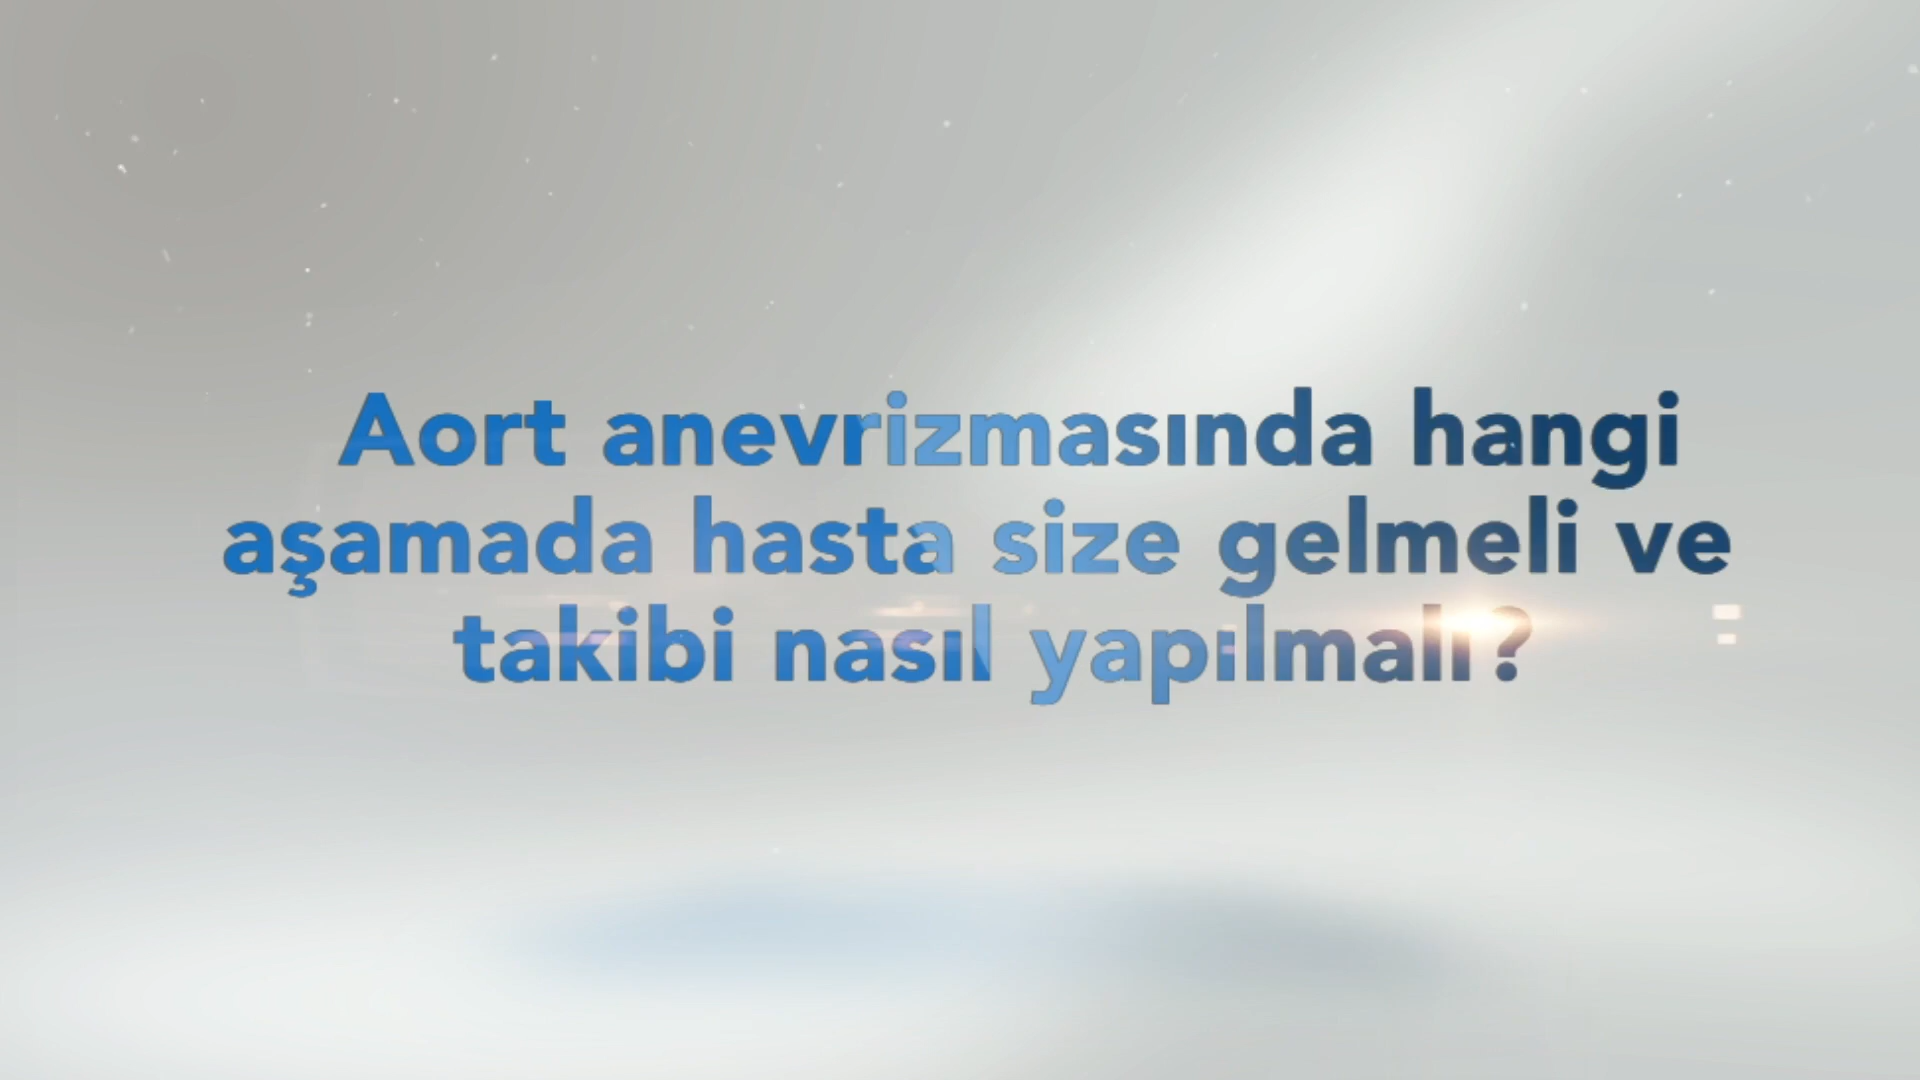 Aort anevrizmasında hangi
aşamada hasta size gelmeli ve
takibi nasıl yapılmalı?